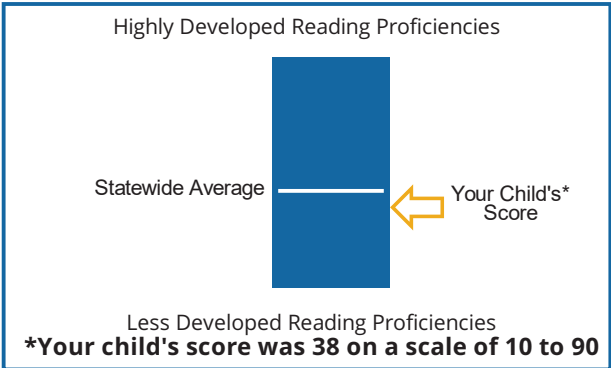 Highly Developed Reading Proficiencies
Statewide Average
Your Child's*
Score
Less Developed Reading Proficiencies
*Your child's score was 38 on a scale of 10 to 90